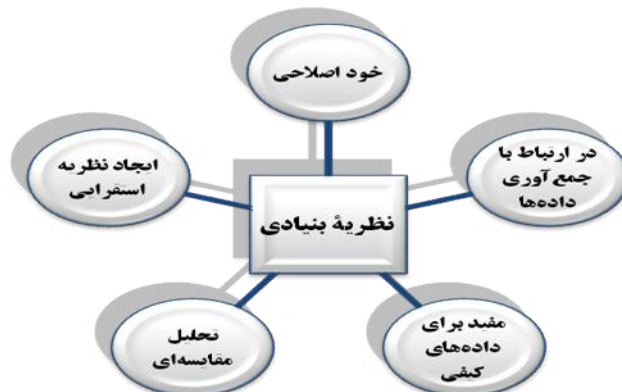 خود اصلاحی
در ارتباط با
جمع‌آوری
داده‌ها
ایجاد نظریه
استقرایی
نظریهٔ بنیادی
تحلیل
مقایسه‌ای
مفید برای
داده‌های
کیفی